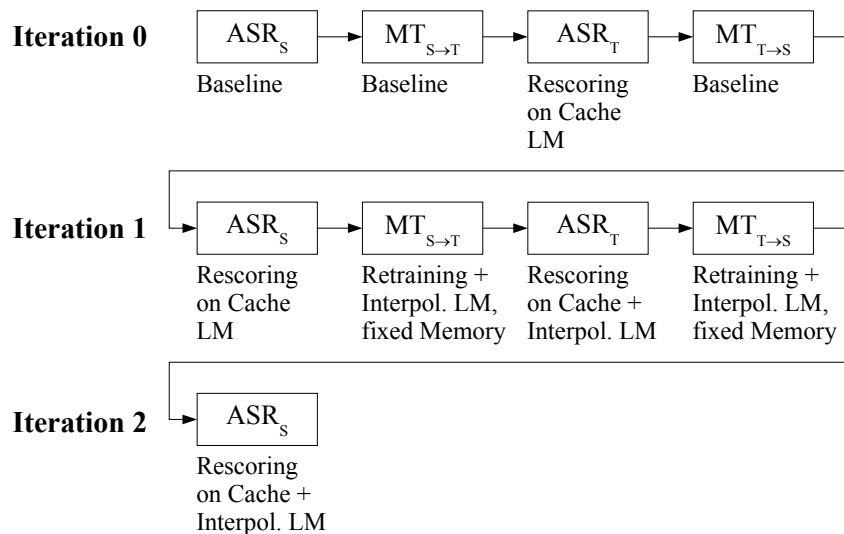 Iteration 0
ASR_S
MT_S→T
ASR_T
MT_T→S
Baseline
Baseline
Rescoring
on Cache
LM
Baseline
Iteration 1
ASR_S
MT_S→T
ASR_T
MT_T→S
Rescoring
on Cache
LM
Retraining +
Interpol. LM,
fixed Memory
Rescoring
on Cache +
Interpol. LM
Retraining +
Interpol. LM,
fixed Memory
Iteration 2
ASR_S
Rescoring
on Cache +
Interpol. LM